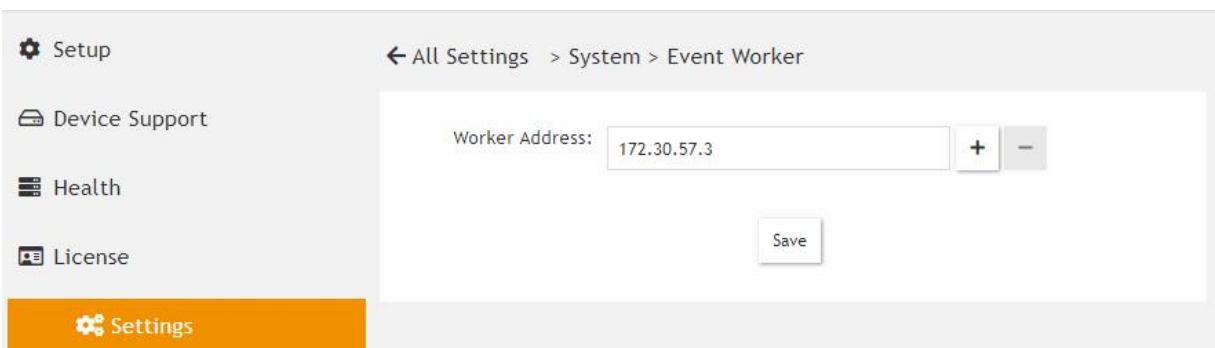 Setup
Device Support
Health
License
Settings
All Settings > System > Event Worker
Worker Address: 172.30.57.3 + −
Save